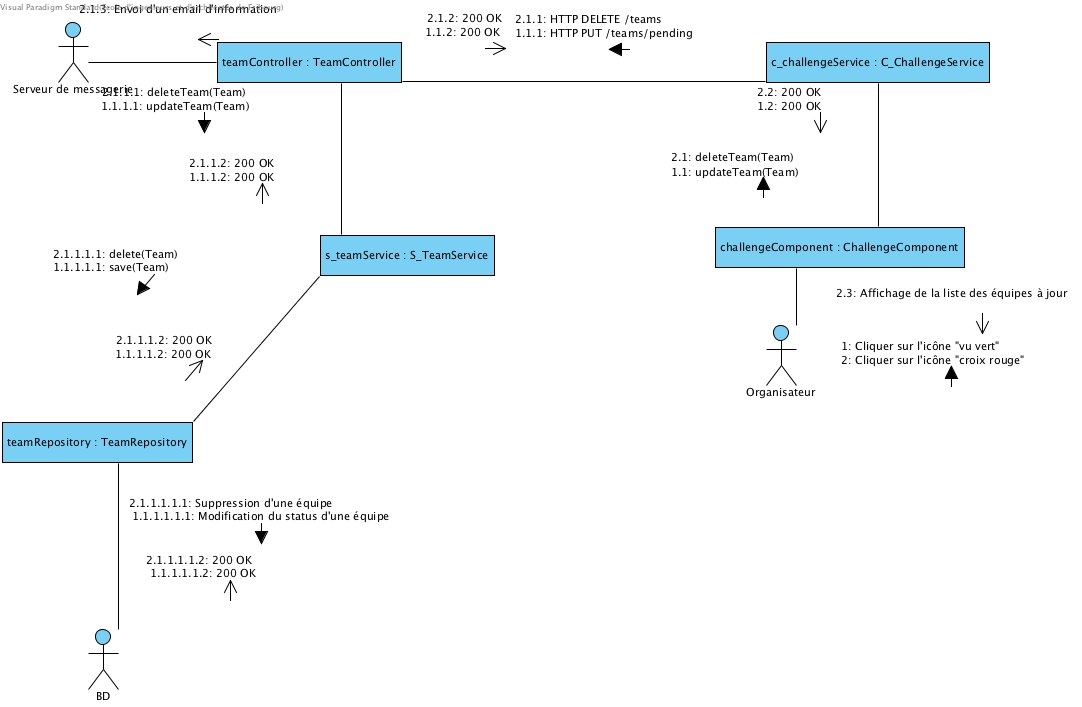 Visual Paradigm Standard
2.1.3: Envoi d'un email d'information
2.1.2: 200 OK
1.1.2: 200 OK
2.1.1: HTTP DELETE /teams
1.1.1: HTTP PUT /teams/pending
teamController : TeamController
c_challengeService : C_ChallengeService
Serveur de messagerie
2.1.1.1: deleteTeam(Team)
1.1.1.1: updateTeam(Team)
2.2: 200 OK
1.2: 200 OK
2.1.1.2: 200 OK
1.1.1.2: 200 OK
2.1: deleteTeam(Team)
1.1: updateTeam(Team)
2.1.1.1.1: delete(Team)
1.1.1.1.1: save(Team)
s_teamService : S_TeamService
challengeComponent : ChallengeComponent
2.3: Affichage de la liste des équipes à jour
2.1.1.1.2: 200 OK
1.1.1.1.2: 200 OK
1: Cliquer sur l'icône "vu vert"
2: Cliquer sur l'icône "croix rouge"
Organisateur
teamRepository : TeamRepository
2.1.1.1.1.1: Suppression d'une équipe
1.1.1.1.1.1: Modification du status d'une équipe
2.1.1.1.1.2: 200 OK
1.1.1.1.1.2: 200 OK
BD